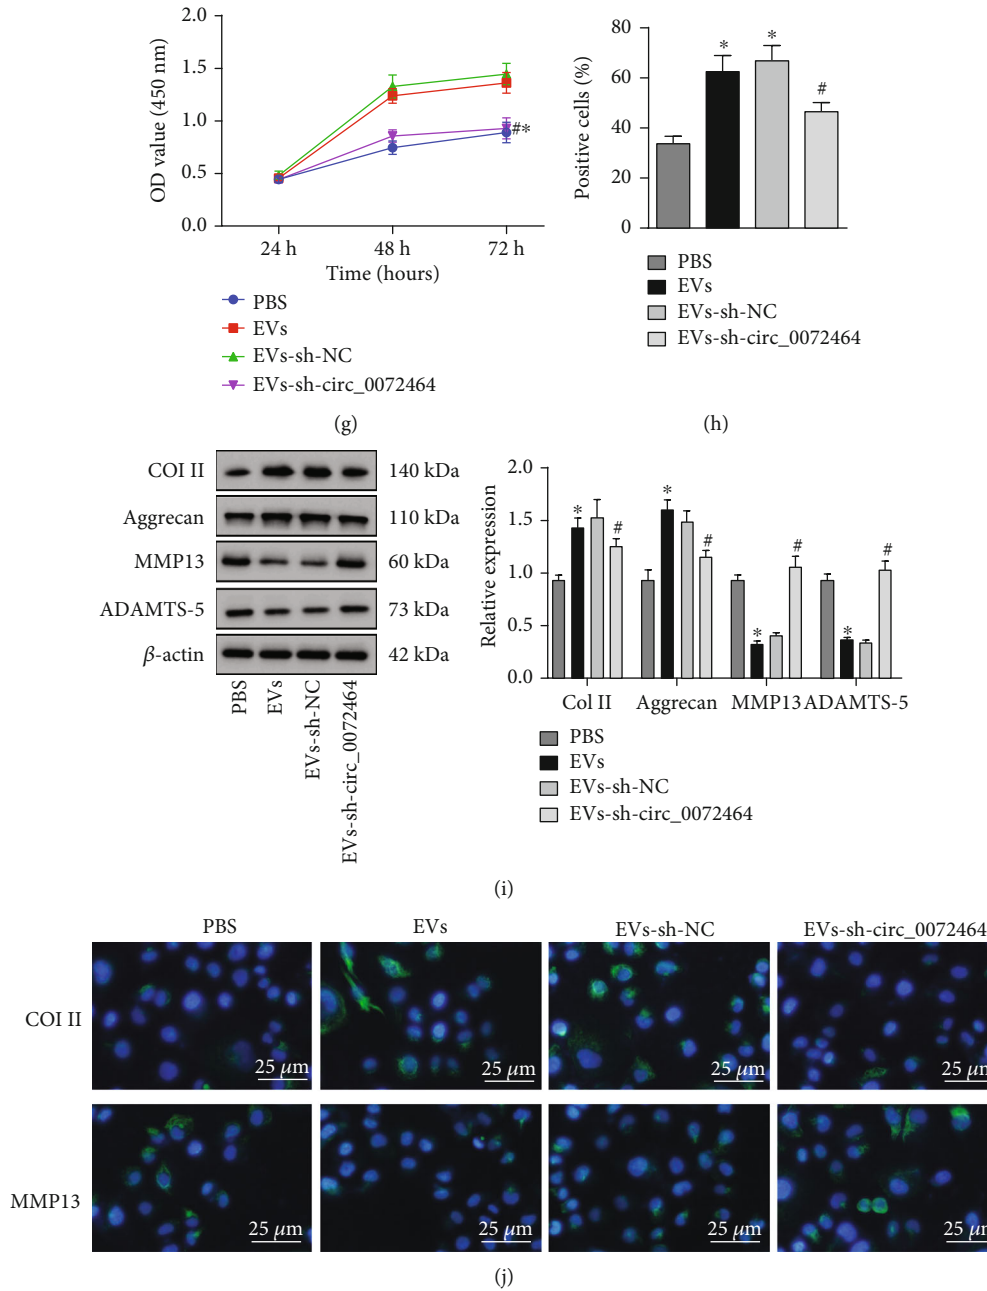 2.0
1.5
1.0
0.5
0.0
OD value (450 nm)
#*
24 h 48 h 72 h
Time (hours)
PBS
EVs
EVs-sh-NC
EVs-sh-circ_0072464
(g)
80
60
40
20
0
Positive cells (%)
* * #
PBS
EVs
EVs-sh-NC
EVs-sh-circ_0072464
(h)
COI II 140 kDa
Aggrecan 110 kDa
MMP13 60 kDa
ADAMTS-5 73 kDa
β-actin 42 kDa
PBS
EVs
EVs-sh-NC
EVs-sh-circ_0072464
2.0
1.5
1.0
0.5
0.0
Relative expression
* # * # * # * #
Col II Aggrecan MMP13 ADAMTS-5
PBS
EVs
EVs-sh-NC
EVs-sh-circ_0072464
(i)
PBS EVs EVs-sh-NC EVs-sh-circ_0072464
COI II
25 μm 25 μm 25 μm 25 μm
MMP13
25 μm 25 μm 25 μm 25 μm
(j)